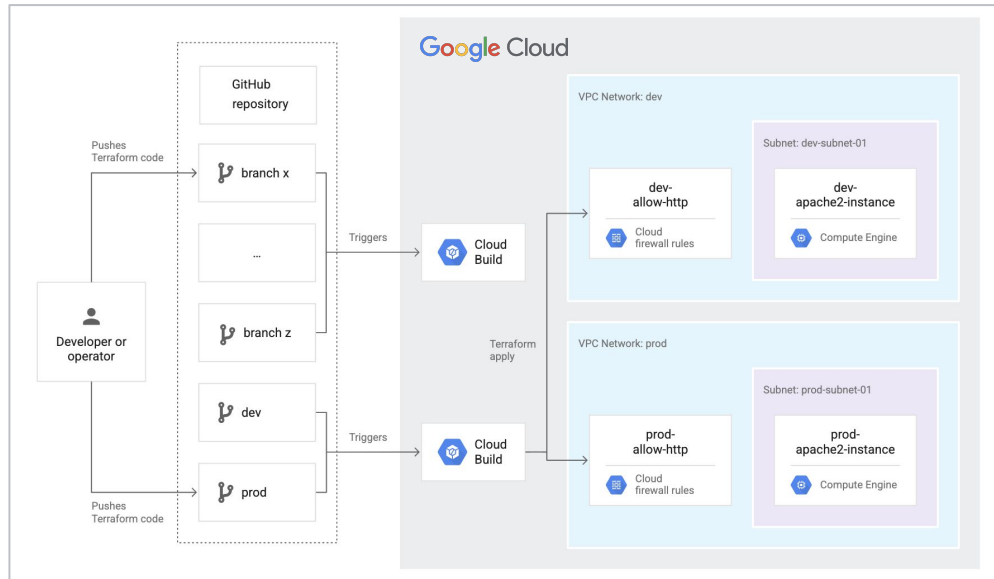 Google Cloud
GitHub
repository
Pushes
Terraform code
branch x
...
branch z
Developer or
operator
dev
prod
Pushes
Terraform code
Triggers
Cloud
Build
Triggers
Cloud
Build
Terraform
apply
VPC Network: dev
dev-
allow-http
Cloud
firewall rules
Subnet: dev-subnet-01
dev-
apache2-instance
Compute Engine
VPC Network: prod
prod-
allow-http
Cloud
firewall rules
Subnet: prod-subnet-01
prod-
apache2-instance
Compute Engine